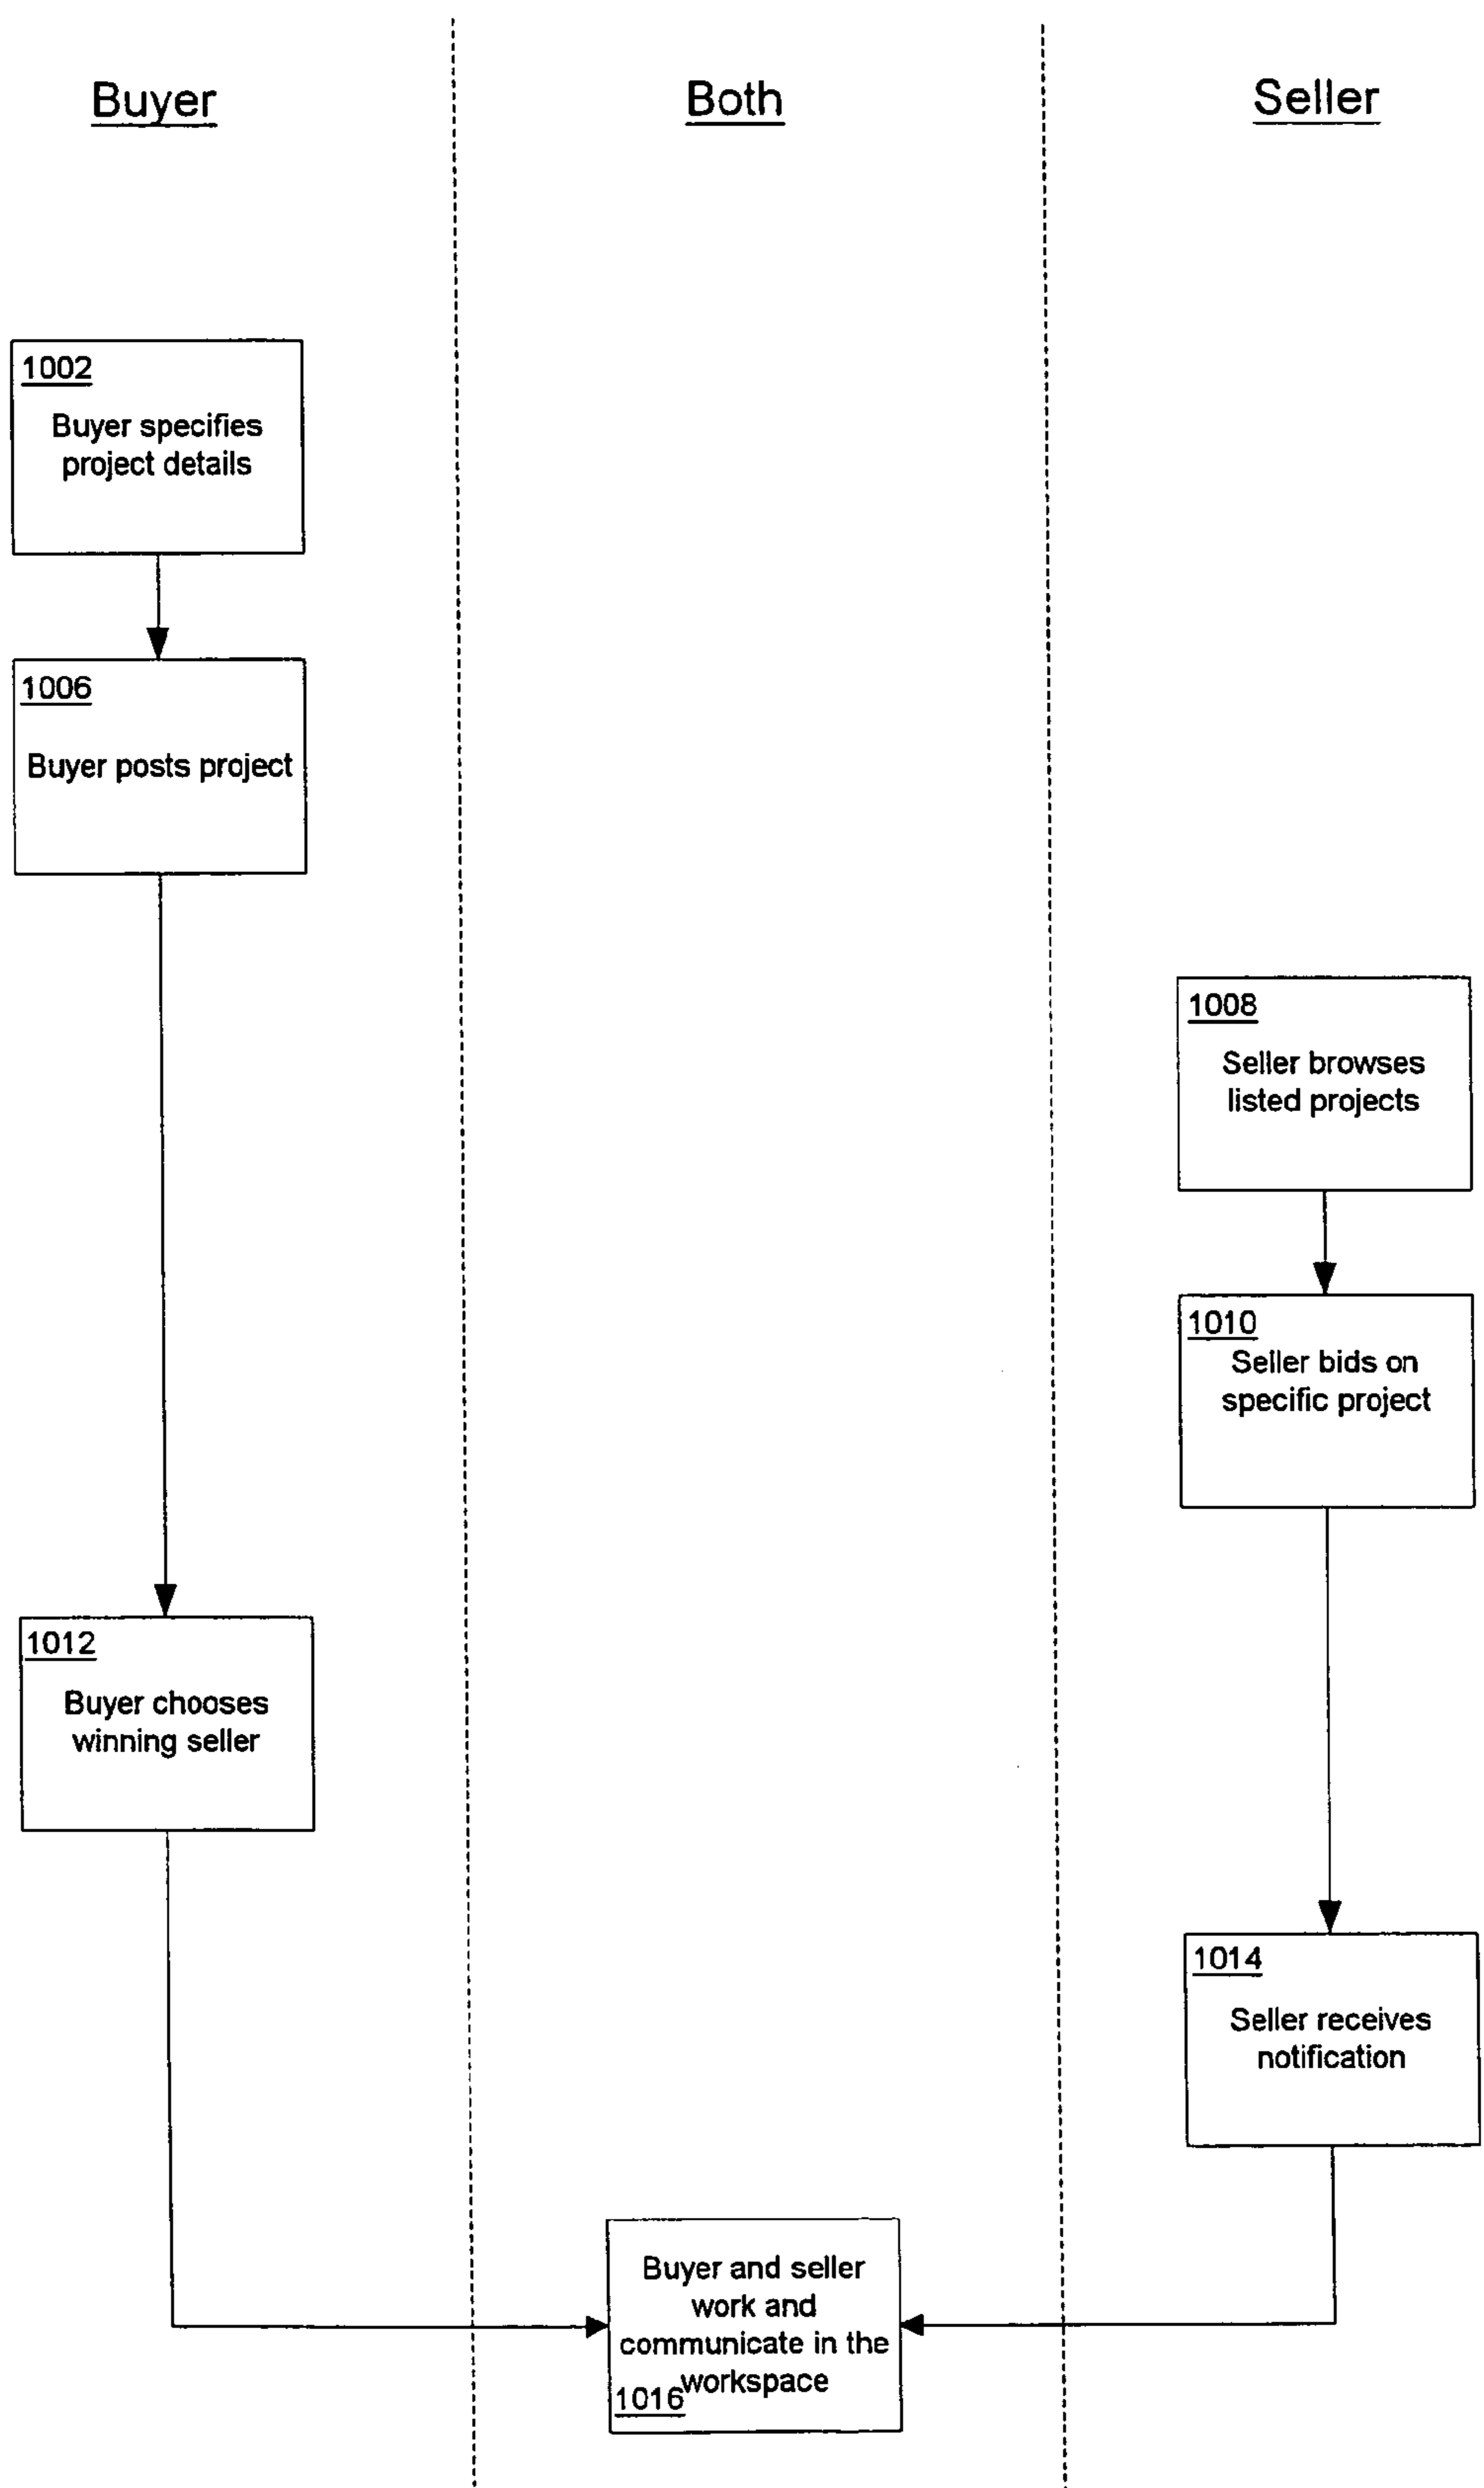 Buyer
Both
Seller
1002
Buyer specifies
project details
1006
Buyer posts project
1008
Seller browses
listed projects
1010
Seller bids on
specific project
1012
Buyer chooses
winning seller
1014
Seller receives
notification
Buyer and seller
work and
communicate in the
workspace
1016